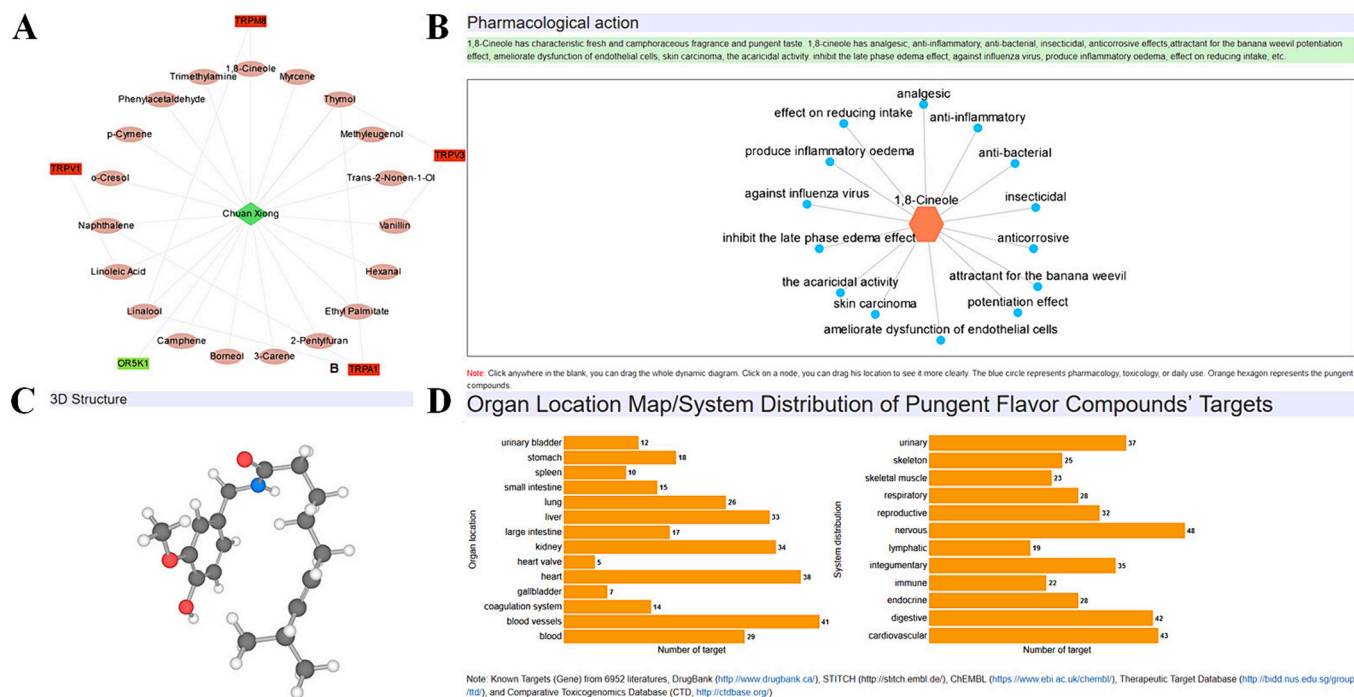 A
TRPM8
1,8-Cineole
Trimethylamine
Myrcene
Phenylacetaldehyde
Thymol
p-Cymene
Methyleugenol
TRPV1
TRPV3
o-Cresol
Trans-2-Nonen-1-Ol
Chuan Xiong
Naphthalene
Vanillin
Linoleic Acid
Hexanal
Linalool
Ethyl Palmitate
Camphene
2-Pentylfuran
OR5K1
Borneol
3-Carene
B
TRPA1
B
Pharmacological action
1,8-Cineole has characteristic fresh and camphoraceous fragrance and pungent taste. 1,8-cineole has analgesic, anti-inflammatory, anti-bacterial, insecticidal, anticorrosive effects,attractant for the banana weevil potentiation
effect, ameliorate dysfunction of endothelial cells, skin carcinoma, the acaricidal activity. inhibit the late phase edema effect, against influenza virus, produce inflammatory oedema, effect on reducing intake, etc.
analgesic
effect on reducing intake
anti-inflammatory
produce inflammatory oedema
anti-bacterial
against influenza virus
1,8-Cineole
insecticidal
inhibit the late phase edema effect
anticorrosive
the acaricidal activity
attractant for the banana weevil
skin carcinoma
potentiation effect
ameliorate dysfunction of endothelial cells
Note: Click anywhere in the blank, you can drag the whole dynamic diagram. Click on a node, you can drag his location to see it more clearly. The blue circle represents pharmacology, toxicology, or daily use. Orange hexagon represents the pungent
compounds.
C
3D Structure
D
Organ Location Map/System Distribution of Pungent Flavor Compounds' Targets
Organ location
urinary bladder 12
stomach 18
spleen 10
small intestine 15
lung 26
liver 33
large intestine 17
kidney 34
heart valve 5
heart 38
gallbladder 7
coagulation system 14
blood vessels 41
blood 29
Number of target
System distribution
urinary 37
skeleton 25
skeletal muscle 23
respiratory 28
reproductive 32
nervous 48
lymphatic 19
integumentary 35
immune 22
endocrine 28
digestive 42
cardiovascular 43
Number of target
Note: Known Targets (Gene) from 6952 literatures, DrugBank (http://www.drugbank.ca/), STITCH (http://stitch.embl.de/), ChEMBL (https://www.ebi.ac.uk/chembl/), Therapeutic Target Database (http://bidd.nus.edu.sg/group
/ttd/), and Comparative Toxicogenomics Database (CTD, http://ctdbase.org/)